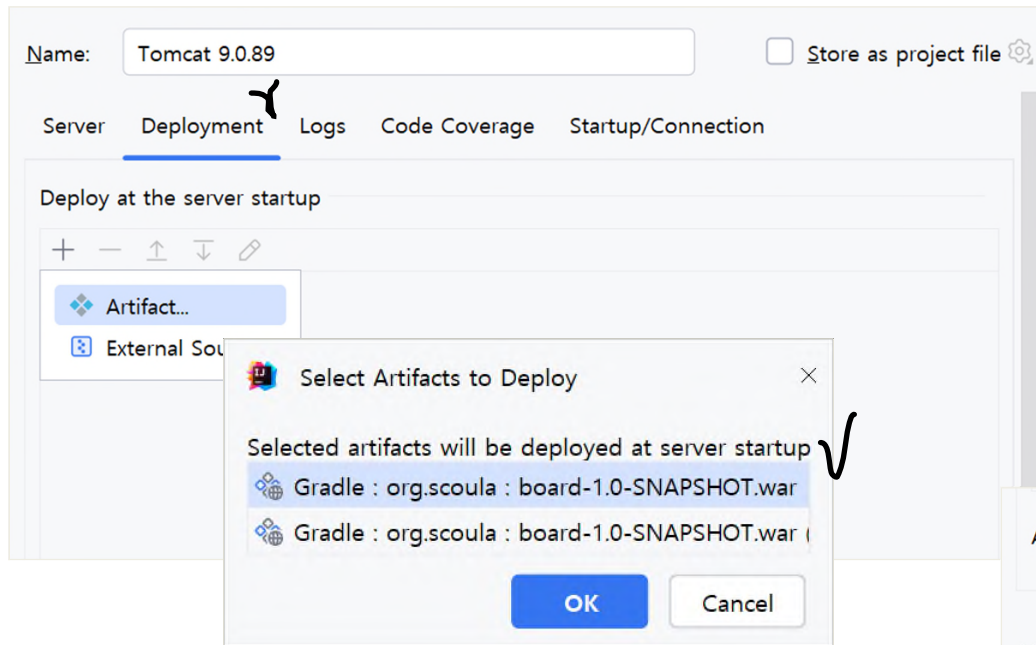 Name:
Tomcat 9.0.89
Store as project file
Server Deployment Logs Code Coverage Startup/Connection
Deploy at the server startup
Artifact...
External Sou
Select Artifacts to Deploy
Selected artifacts will be deployed at server startup
Gradle : org.scoula : board-1.0-SNAPSHOT.war
Gradle : org.scoula : board-1.0-SNAPSHOT.war (
OK Cancel